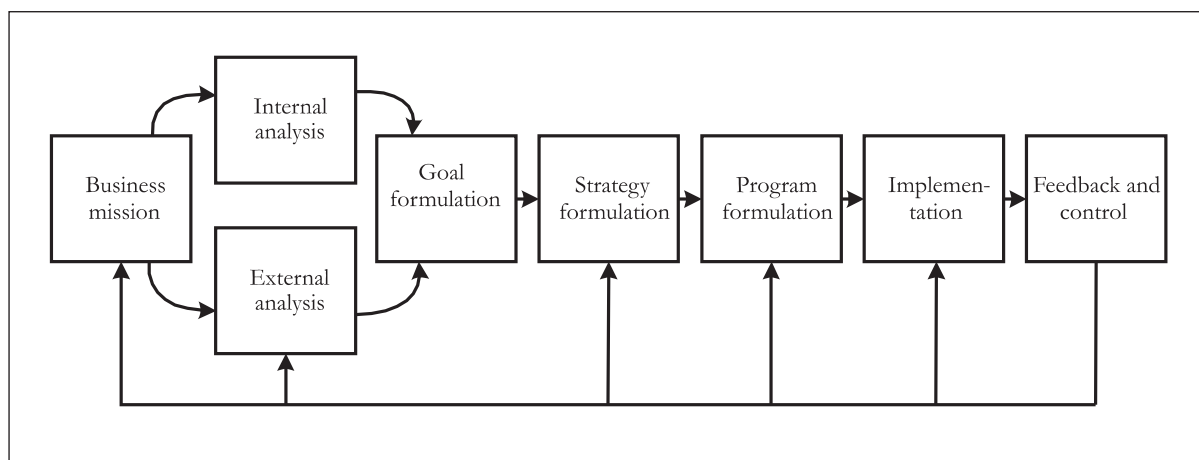 Internal
analysis
Business
mission
External
analysis
Goal
formulation
Strategy
formulation
Program
formulation
Implemen-
tation
Feedback and
control